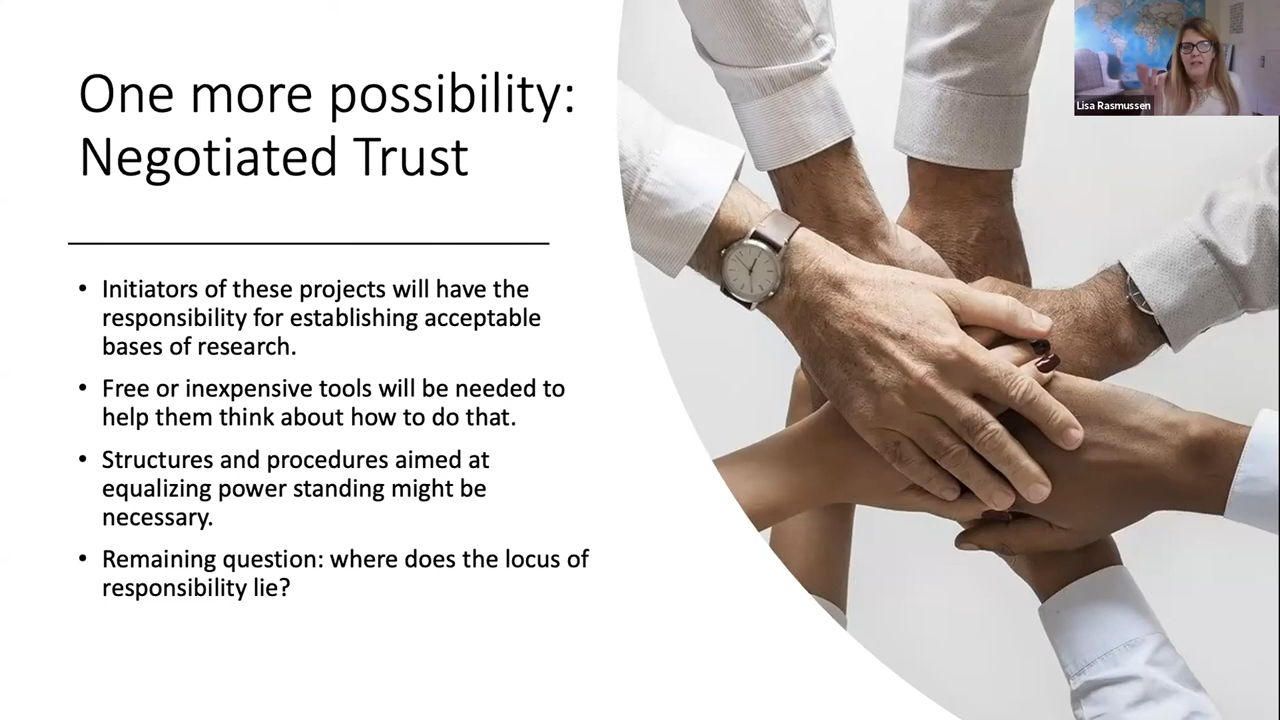 One more possibility:
Negotiated Trust
• Initiators of these projects will have the
responsibility for establishing acceptable
bases of research.
• Free or inexpensive tools will be needed to
help them think about how to do that.
• Structures and procedures aimed at
equalizing power standing might be
necessary.
• Remaining question: where does the locus of
responsibility lie?
Lisa Rasmussen